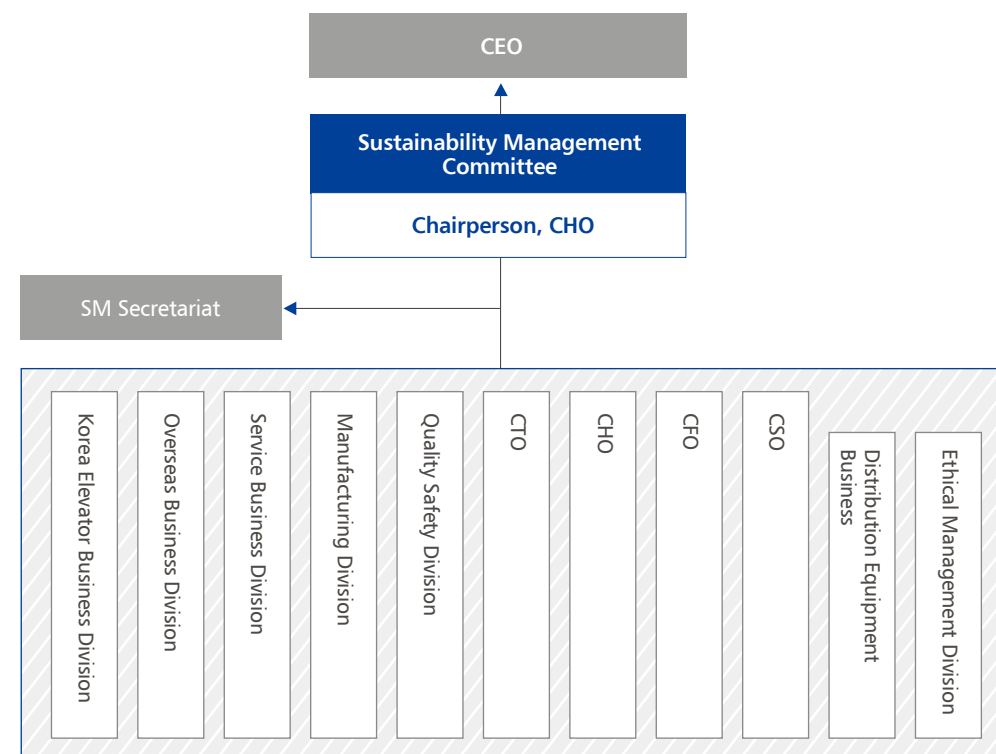 CEO
Sustainability Management
Committee
Chairperson, CHO
SM Secretariat
Korea Elevator Business Division
Overseas Business Division
Service Business Division
Manufacturing Division
Quality Safety Division
CTO
CHO
CFO
CSO
Distribution Equipment
Business
Ethical Management Division